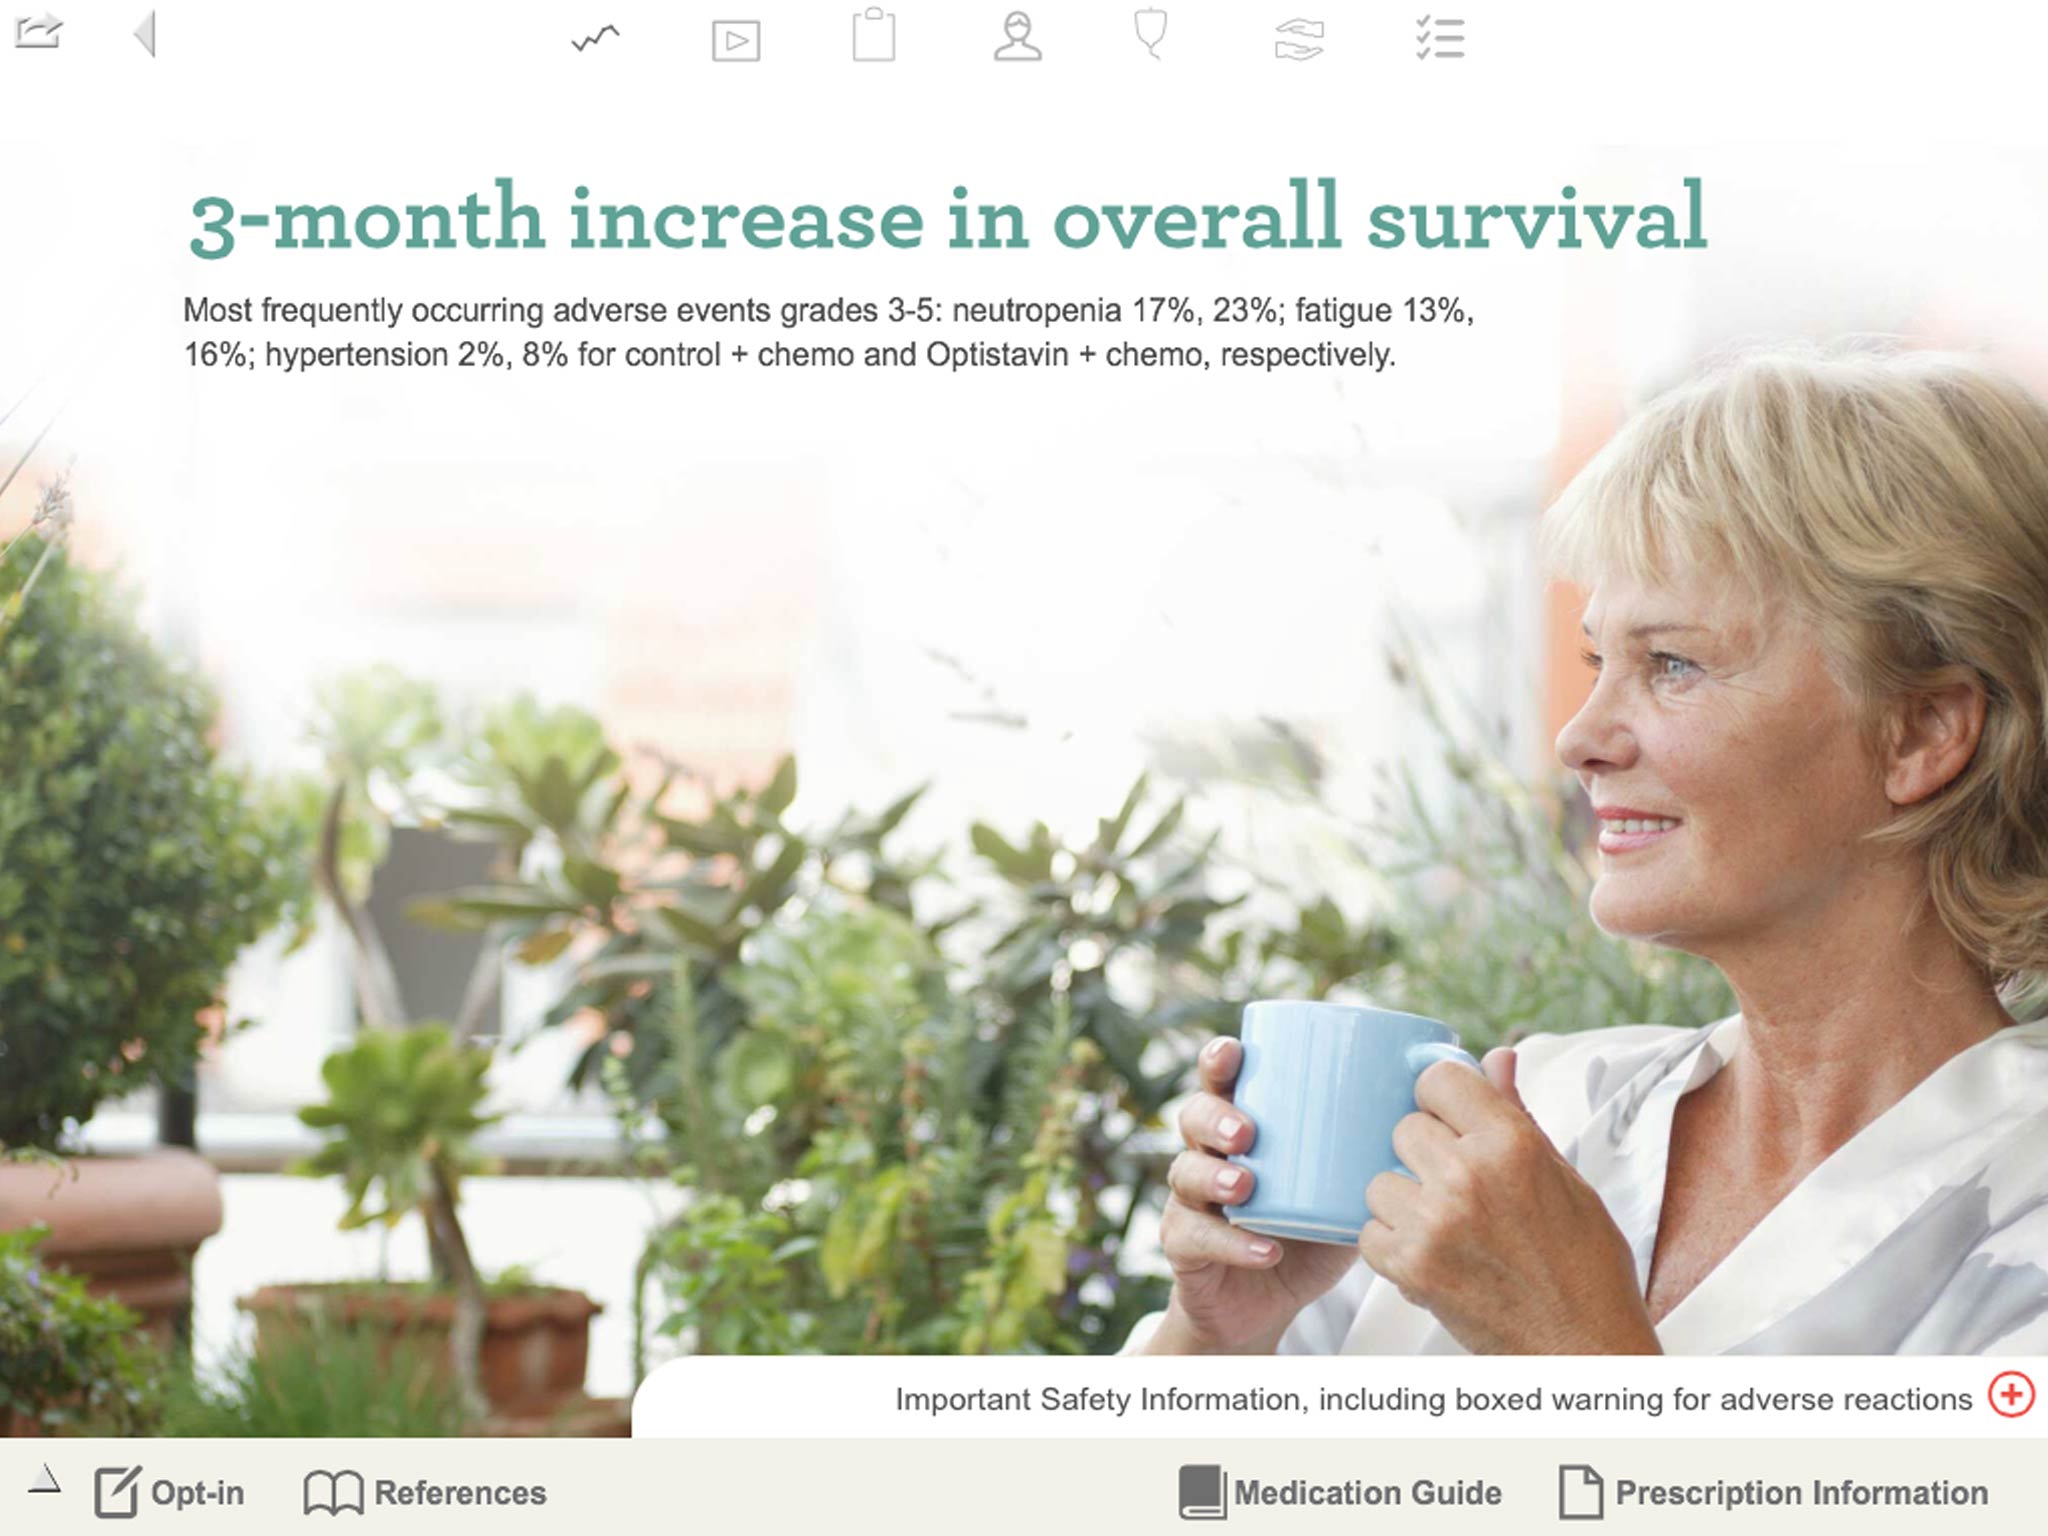 3-month increase in overall survival
Most frequently occurring adverse events grades 3-5: neutropenia 17%, 23%; fatigue 13%,
16%; hypertension 2%, 8% for control + chemo and Optistavin + chemo, respectively.
Important Safety Information, including boxed warning for adverse reactions
Opt-in
References
Medication Guide
Prescription Information